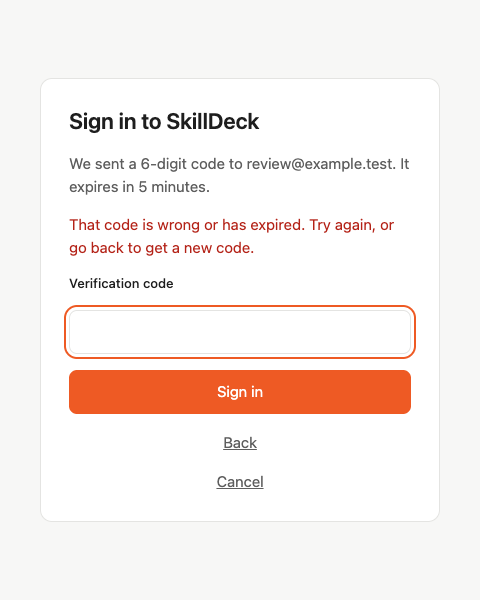 Sign in to SkillDeck
We sent a 6-digit code to review@example.test. It
expires in 5 minutes.
That code is wrong or has expired. Try again, or
go back to get a new code.
Verification code
Sign in
Back
Cancel